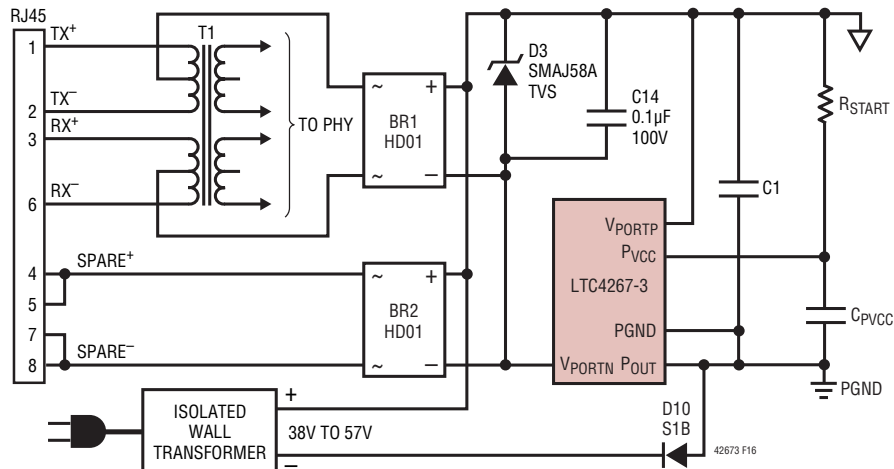 RJ45
1 TX+
2 TX–
3 RX+
6 RX–
4 SPARE+
5
7
8 SPARE–
T1
TO PHY
~ +
BR1
HD01
~ –
~ +
BR2
HD01
~ –
D3
SMAJ58A
TVS
C14
0.1µF
100V
RSTART
C1
VPORTP
PVCC
LTC4267-3
PGND
VPORTN POUT
CPVCC
PGND
ISOLATED
WALL
TRANSFORMER
+
38V TO 57V
–
D10
S1B
42673 F16